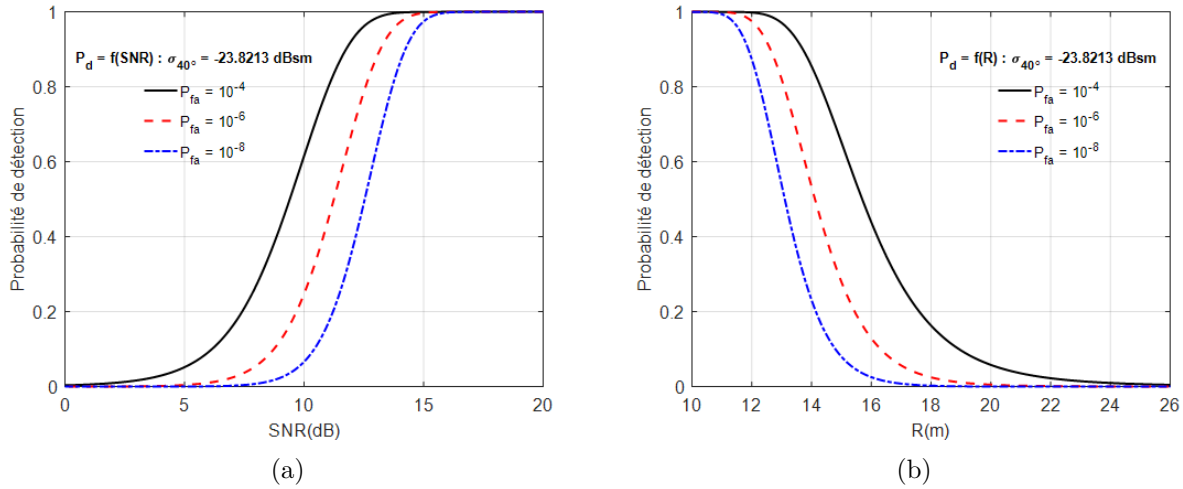 P_d = f(SNR) : σ_40° = -23.8213 dBsm
P_fa = 10^-4
P_fa = 10^-6
P_fa = 10^-8
Probabilité de détection
1
0.8
0.6
0.4
0.2
0
0 5 10 15 20
SNR(dB)
(a)
P_d = f(R) : σ_40° = -23.8213 dBsm
P_fa = 10^-4
P_fa = 10^-6
P_fa = 10^-8
Probabilité de détection
1
0.8
0.6
0.4
0.2
0
10 12 14 16 18 20 22 24 26
R(m)
(b)